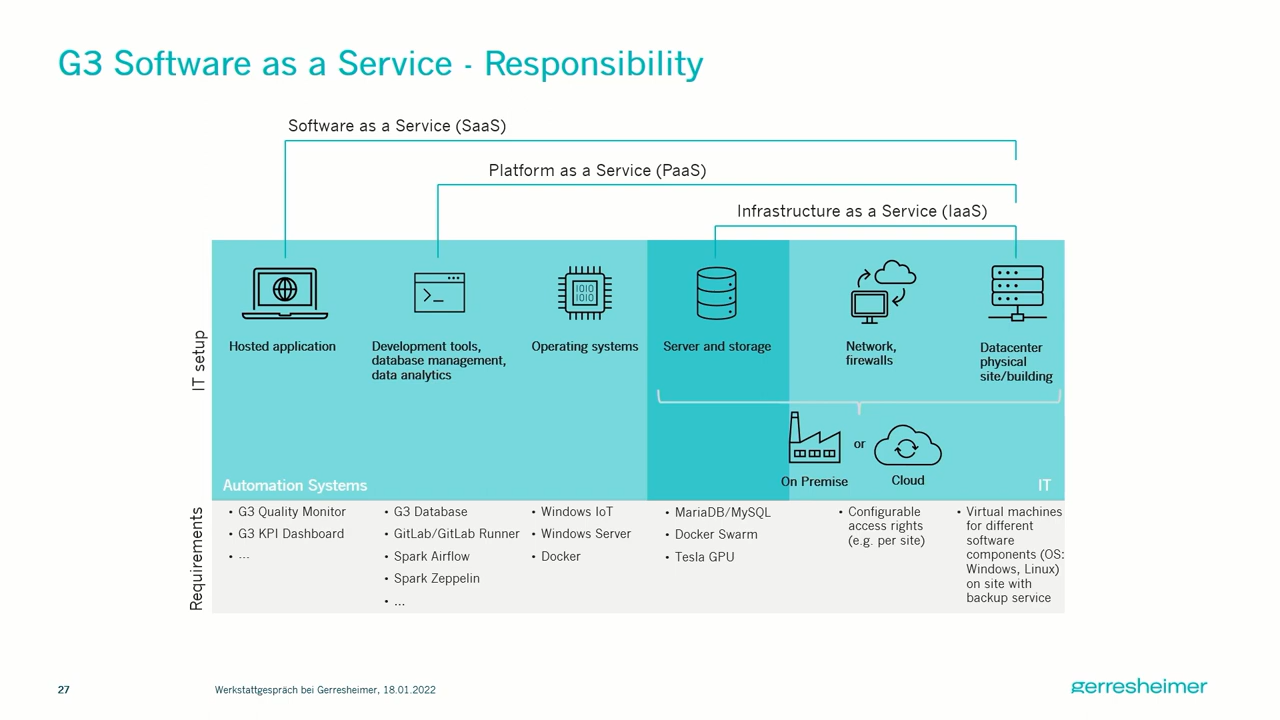 G3 Software as a Service - Responsibility
Software as a Service (SaaS)
Platform as a Service (PaaS)
Infrastructure as a Service (IaaS)
IT setup
Hosted application
Development tools,
database management,
data analytics
Operating systems
1010
1010
Server and storage
Network,
firewalls
Datacenter
physical
site/building
or
On Premise
Cloud
Automation Systems
IT
Requirements
• G3 Quality Monitor
• G3 KPI Dashboard
• ---
• G3 Database
• GitLab/GitLab Runner
• Spark Airflow
• Spark Zeppelin
• ...
• Windows IoT
• Windows Server
• Docker
• MariaDB/MySQL
• Docker Swarm
• Tesla GPU
• Configurable
access rights
(e.g. per site)
• Virtual machines
for different
software
components (OS:
Windows, Linux)
on site with
backup service
27
Werkstattgespräch bei Gerresheimer, 18.01.2022
gerresheimer